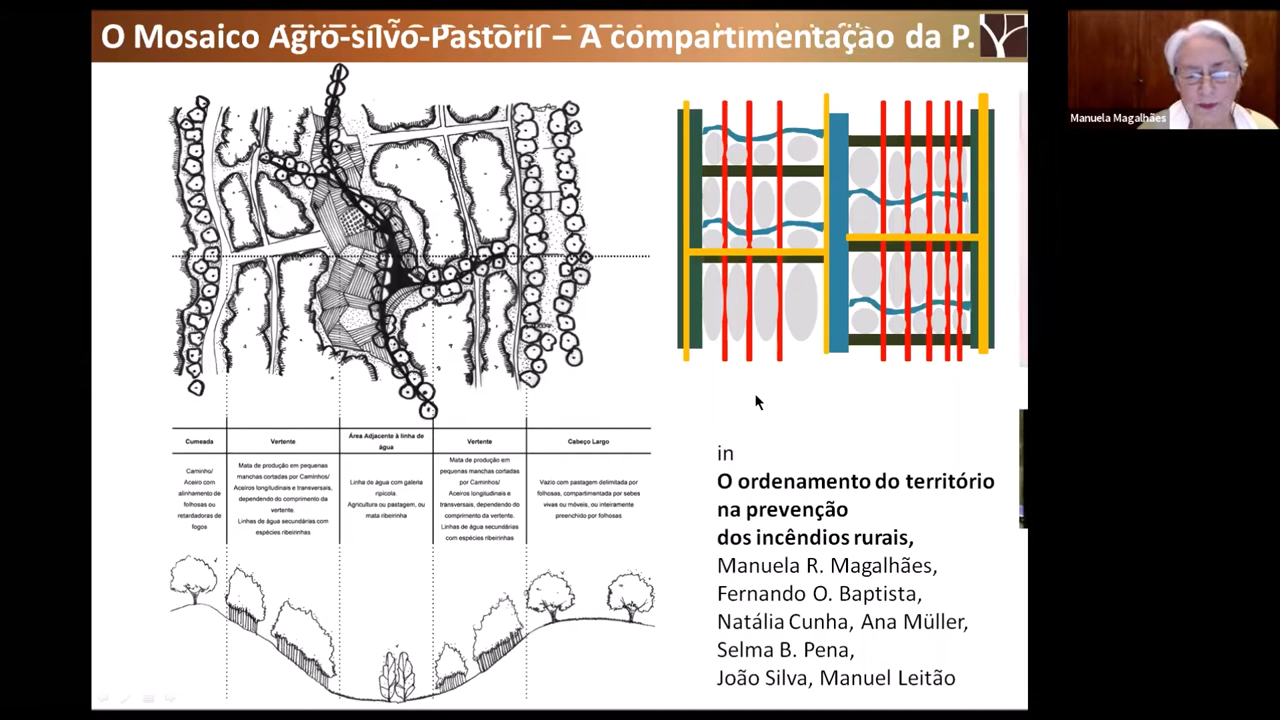 O Mosaico Agro-silvo-Pastoril – A compartimentação da P.
Manuela Magalhães
Cumeada
Vertente
Área Adjacente à linha de
água
Vertente
Cabeço Largo
Caminho/
Aceiro com
alinhamento de
folhosas ou
retardadoras de
fogos
Mata de produção em pequenas
manchas cortadas por Caminhos/
Aceiros longitudinais e transversais,
dependendo do comprimento da
vertente.
Linhas de água secundárias com
espécies ribeirinhas
Linha de água com galeria
ripícola.
Agricultura ou pastagem, ou
mata ribeirinha
Mata de produção em
pequenas manchas cortadas
por Caminhos/
Aceiros longitudinais e
transversais, dependendo do
comprimento da vertente.
Linhas de água secundárias
com espécies ribeirinhas
Vazio com pastagem delimitada por
folhosas, compartimentada por sebes
vivas ou móveis, ou inteiramente
preenchido por folhosas
in
O ordenamento do território
na prevenção
dos incêndios rurais,
Manuela R. Magalhães,
Fernando O. Baptista,
Natália Cunha, Ana Müller,
Selma B. Pena,
João Silva, Manuel Leitão